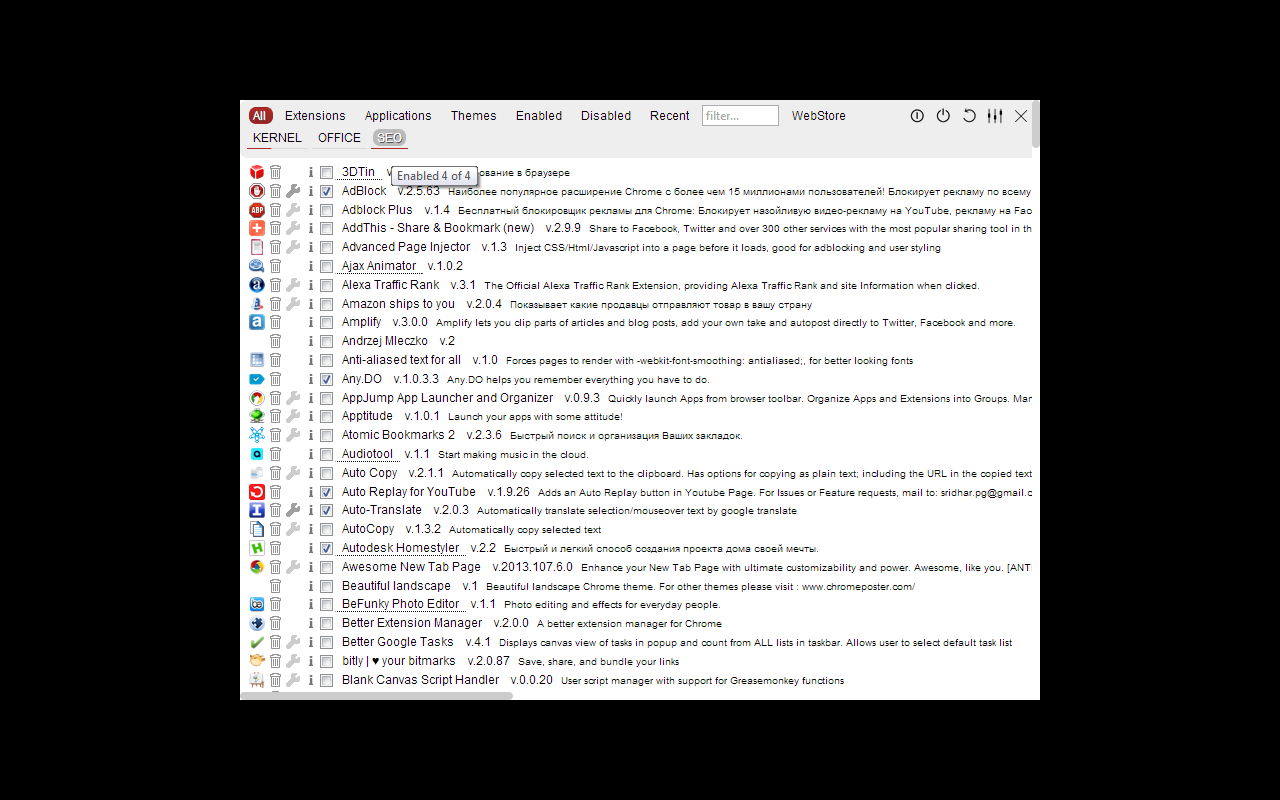 All Extensions Applications Themes Enabled Disabled Recent filter... WebStore
KERNEL OFFICE SEO
Enabled 4 of 4
3DTin ование в браузере
AdBlock v.2.5.63 Наиболее популярное расширение Chrome с более чем 15 миллионами пользователей! Блокирует рекламу по всему
Adblock Plus v.1.4 Бесплатный блокировщик рекламы для Chrome: Блокирует назойливую видео-рекламу на YouTube, рекламу на Fac
AddThis - Share & Bookmark (new) v.2.9.9 Share to Facebook, Twitter and over 300 other services with the most popular sharing tool in th
Advanced Page Injector v.1.3 Inject CSS/Html/Javascript into a page before it loads, good for adblocking and user styling
Ajax Animator v.1.0.2
Alexa Traffic Rank v.3.1 The Official Alexa Traffic Rank Extension, providing Alexa Traffic Rank and site Information when clicked.
Amazon ships to you v.2.0.4 Показывает какие продавцы отправляют товар в вашу страну
Amplify v.3.0.0 Amplify lets you clip parts of articles and blog posts, add your own take and autopost directly to Twitter, Facebook and more.
Andrzej Mleczko v.2
Anti-aliased text for all v.1.0 Forces pages to render with -webkit-font-smoothing: antialiased;, for better looking fonts
Any.DO v.1.0.3.3 Any.DO helps you remember everything you have to do.
AppJump App Launcher and Organizer v.0.9.3 Quickly launch Apps from browser toolbar. Organize Apps and Extensions into Groups. Mar
Apptitude v.1.0.1 Launch your apps with some attitude!
Atomic Bookmarks 2 v.2.3.6 Быстрый поиск и организация Ваших закладок.
Audiotool v.1.1 Start making music in the cloud.
Auto Copy v.2.1.1 Automatically copy selected text to the clipboard. Has options for copying as plain text; including the URL in the copied text
Auto Replay for YouTube v.1.9.26 Adds an Auto Replay button in Youtube Page. For Issues or Feature requests, mail to: sridhar.pg@gmail.c
Auto-Translate v.2.0.3 Automatically translate selection/mouseover text by google translate
AutoCopy v.1.3.2 Automatically copy selected text
Autodesk Homestyler v.2.2 Быстрый и легкий способ создания проекта дома своей мечты.
Awesome New Tab Page v.2013.107.6.0 Enhance your New Tab Page with ultimate customizability and power. Awesome, like you. [ANT
Beautiful landscape v.1 Beautiful landscape Chrome theme. For other themes please visit : www.chromeposter.com/
BeFunky Photo Editor v.1.1 Photo editing and effects for everyday people.
Better Extension Manager v.2.0.0 A better extension manager for Chrome
Better Google Tasks v.4.1 Displays canvas view of tasks in popup and count from ALL lists in taskbar. Allows user to select default task list
bitly | ♥ your bitmarks v.2.0.87 Save, share, and bundle your links
Blank Canvas Script Handler v.0.0.20 User script manager with support for Greasemonkey functions